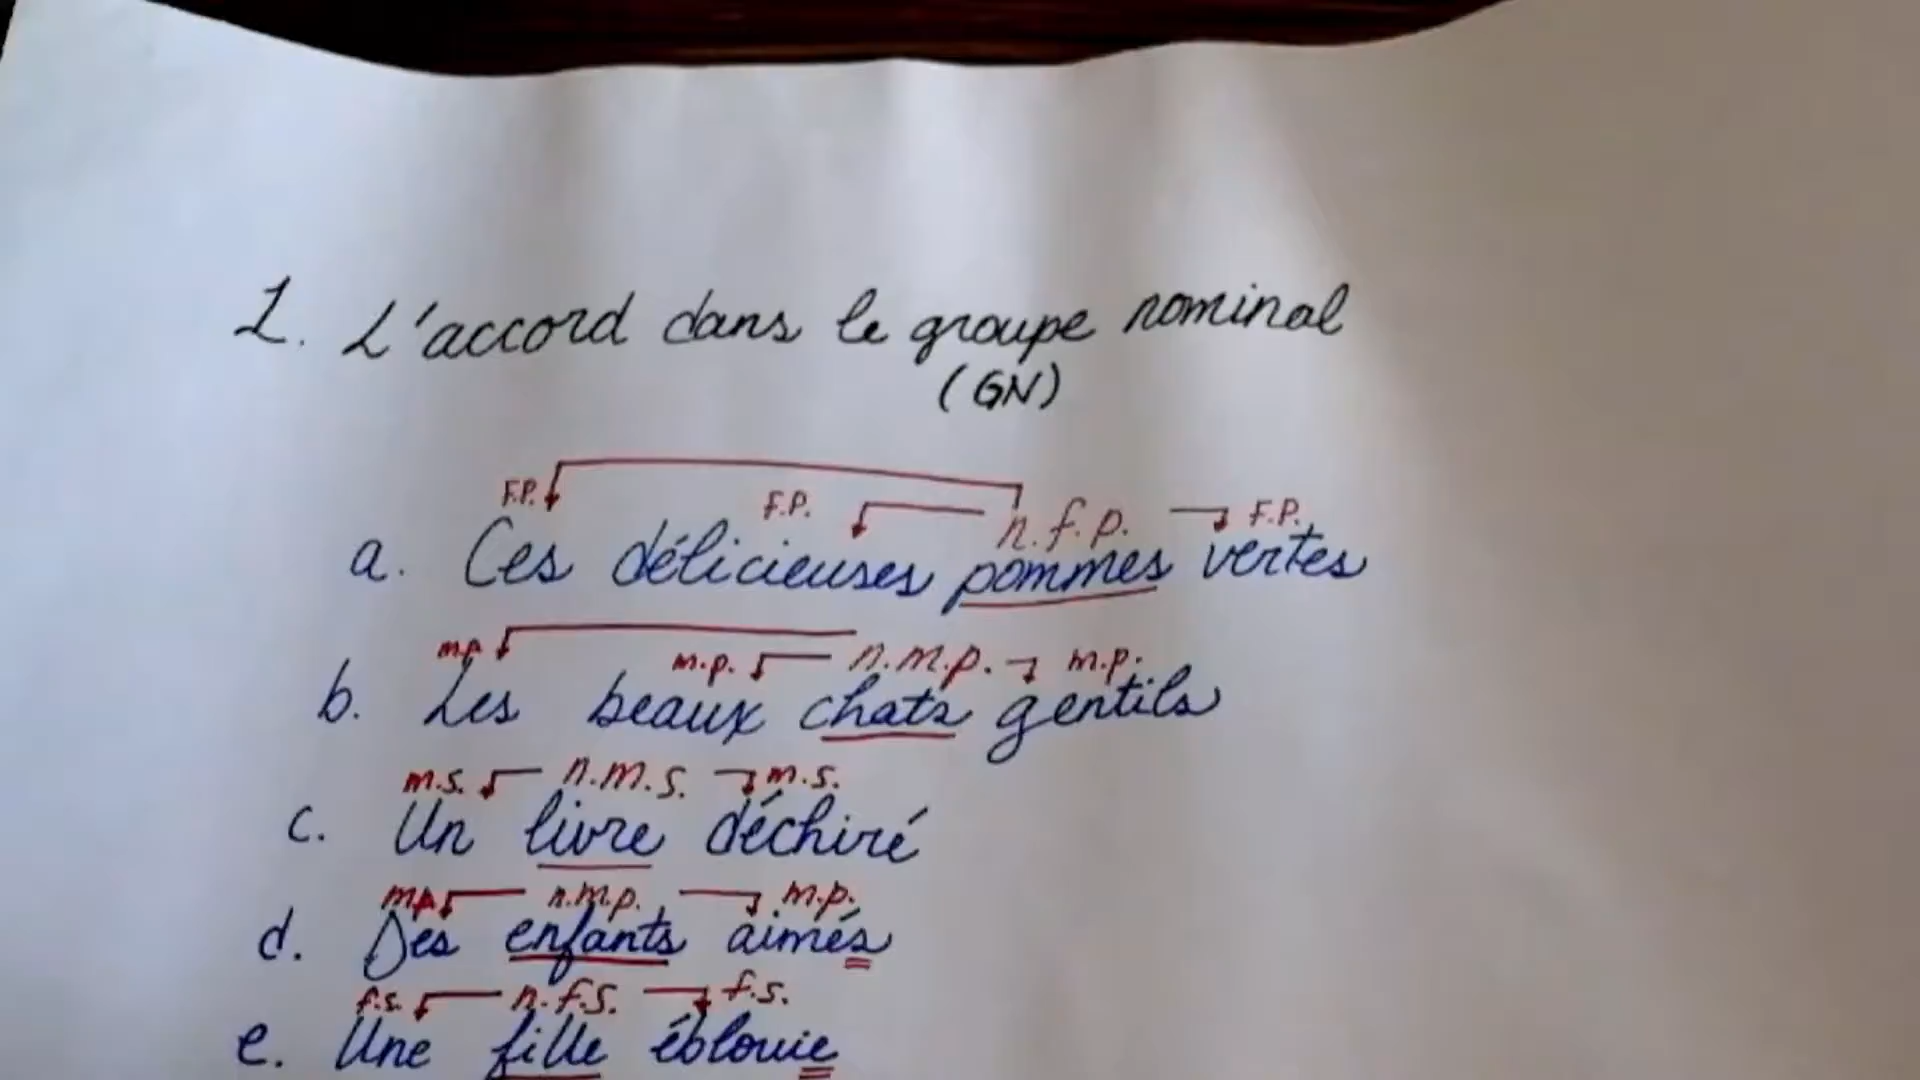 1. L'accord dans le groupe nominal
(GN)
F.P. F.P. n.f.p. F.P.
a. Ces délicieuses pommes vertes
m.p. m.p. n.m.p. m.p.
b. Les beaux chats gentils
m.s. n.m.s. m.s.
c. Un livre déchiré
m.p. n.m.p. m.p.
d. Des enfants aimés
f.s. n.f.s. f.s.
e. Une fille éblouie